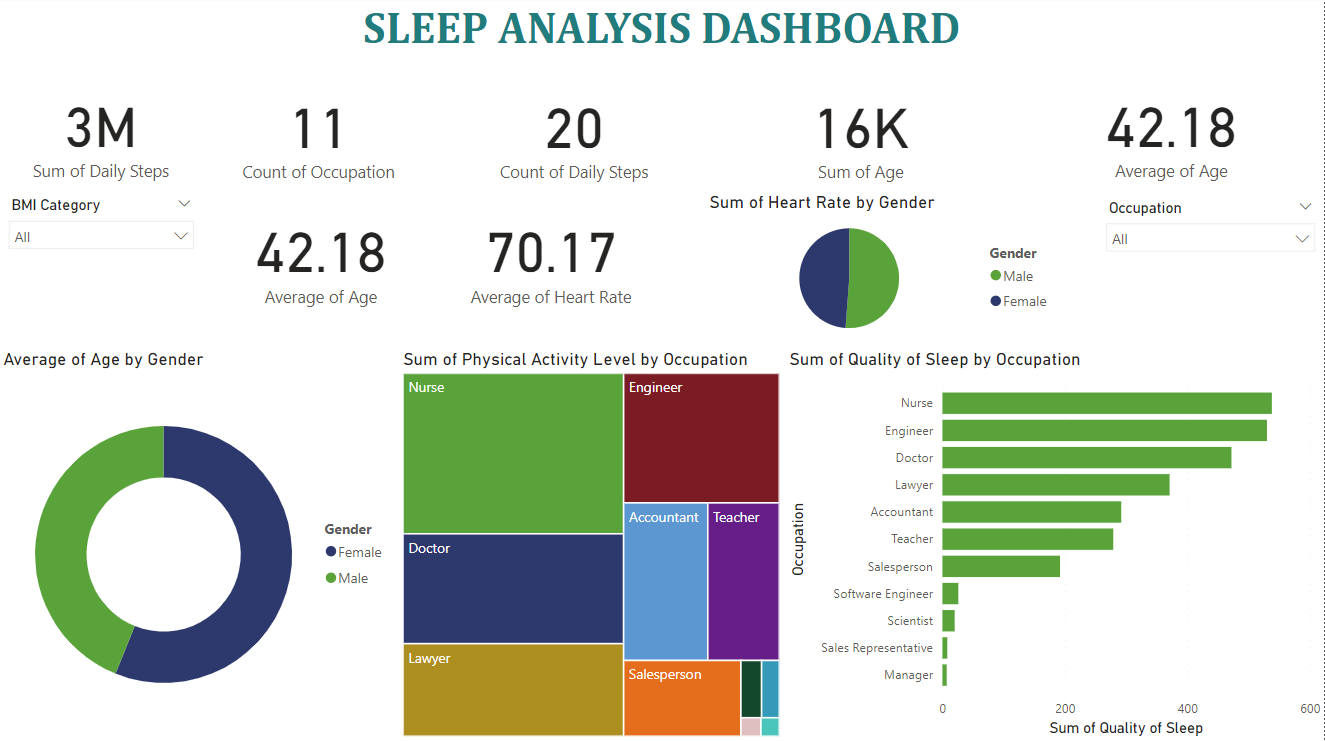 SLEEP ANALYSIS DASHBOARD
3M
Sum of Daily Steps
11
Count of Occupation
20
Count of Daily Steps
16K
Sum of Age
42.18
Average of Age
BMI Category
All
42.18
Average of Age
70.17
Average of Heart Rate
Sum of Heart Rate by Gender
Gender
Male
Female
Occupation
All
Average of Age by Gender
Gender
Female
Male
Sum of Physical Activity Level by Occupation
Nurse
Engineer
Doctor
Accountant
Teacher
Lawyer
Salesperson
Sum of Quality of Sleep by Occupation
Occupation
Nurse
Engineer
Doctor
Lawyer
Accountant
Teacher
Salesperson
Software Engineer
Scientist
Sales Representative
Manager
0 200 400 600
Sum of Quality of Sleep